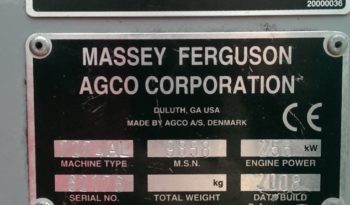 20000036
MASSEY FERGUSON
AGCO CORPORATION
DULUTH, GA USA
MADE BY AGCO A/S, DENMARK
CE
kW
MACHINE TYPE M.S.N. ENGINE POWER
kg 2008
SERIAL NO. TOTAL WEIGHT DATE BUILD